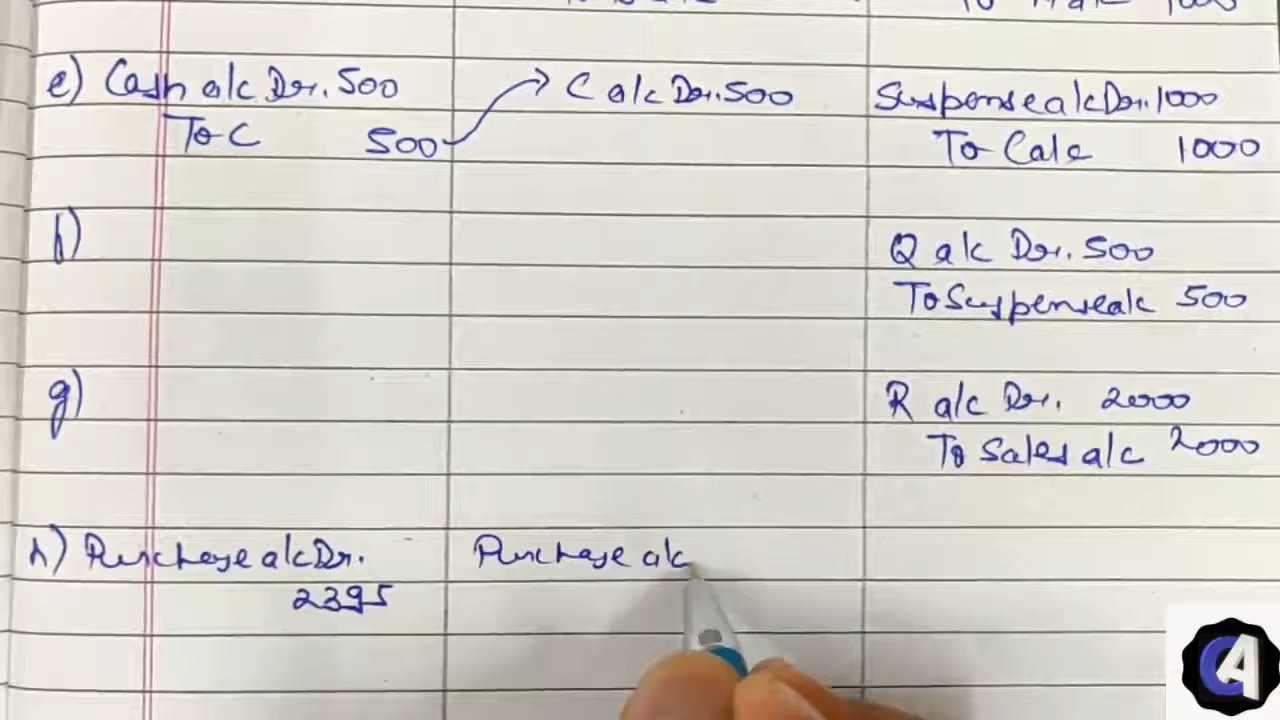 e) Cash a/c Dr. 500 C a/c Dr. 500 Suspense a/c Dr. 1000
To C 500 To C a/c 1000
f) Q a/c Dr. 500
To Suspense a/c 500
g) R a/c Dr. 2000
To Sales a/c 2000
h) Purchase a/c Dr. Purchase a/c
2395
CA